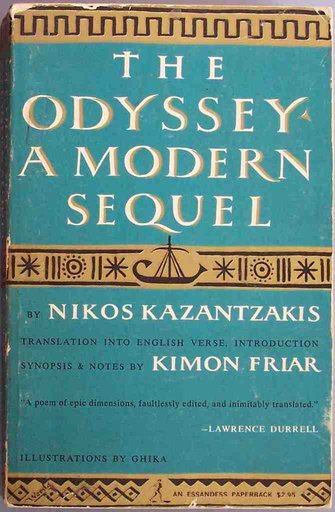 THE
ODYSSEY·
A MODERN
SEQUEL
BY NIKOS KAZANTZAKIS
TRANSLATION INTO ENGLISH VERSE, INTRODUCTION
SYNOPSIS & NOTES BY KIMON FRIAR
"A poem of epic dimensions, faultlessly edited, and inimitably translated."
—LAWRENCE DURRELL
ILLUSTRATIONS BY GHIKA
AN ESSANDESS PAPERBACK $2.95